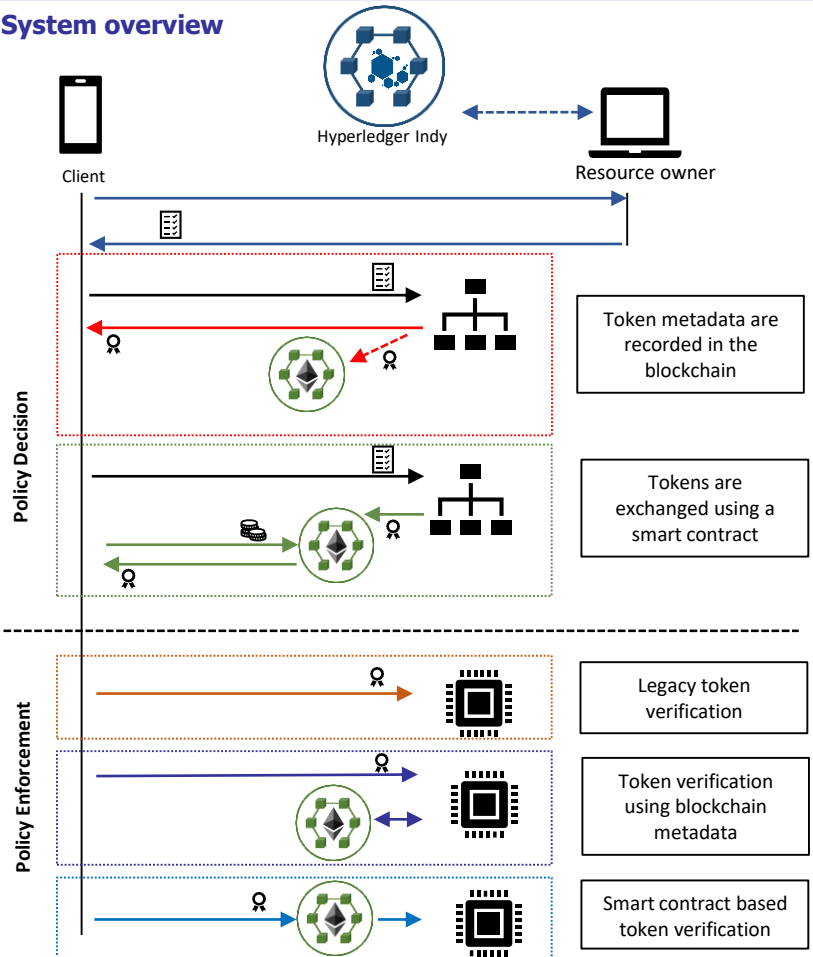 System overview
Hyperledger Indy
Client
Resource owner
Policy Decision
Token metadata are
recorded in the
blockchain
Tokens are
exchanged using a
smart contract
Policy Enforcement
Legacy token
verification
Token verification
using blockchain
metadata
Smart contract based
token verification